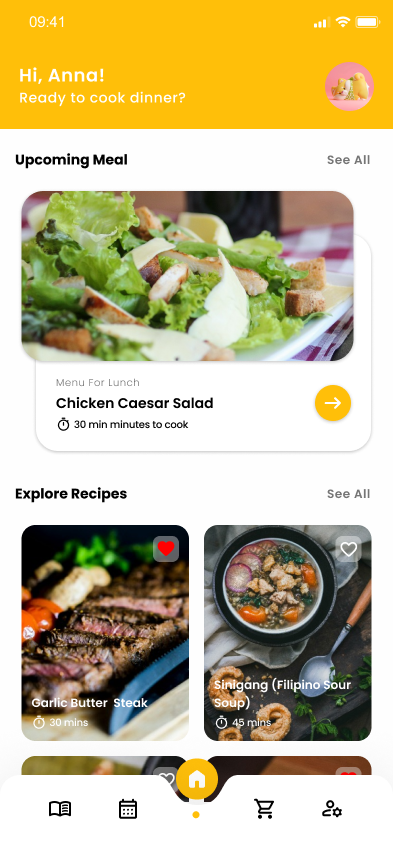 09:41
Hi, Anna!
Ready to cook dinner?
Upcoming Meal
See All
Menu For Lunch
Chicken Caesar Salad
30 min minutes to cook
Explore Recipes
See All
Garlic Butter  Steak
30 mins
Sinigang (Filipino Sour
Soup)
45 mins